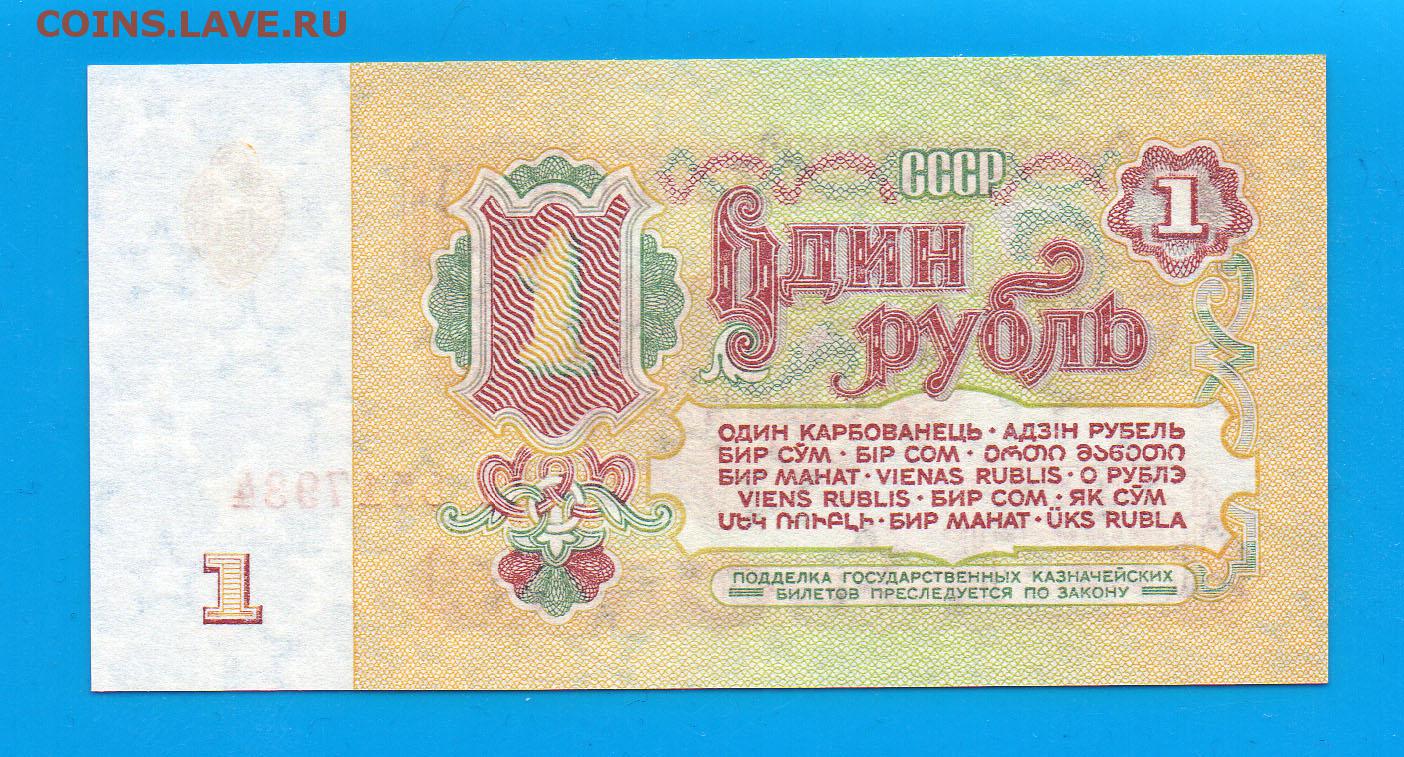 COINS.LAVE.RU
СССР
1
1
Один
рубль
ОДИН КАРБОВАНЕЦЬ · АДЗІН РУБЕЛЬ
БИР СЎМ · БІР СОМ · ᲔᲠᲗᲘ ᲛᲐᲜᲔᲗᲘ
БИР МАНАТ · VIENAS RUBLIS · О РУБЛЭ
VIENS RUBLIS · БИР СОМ · ЯК СЎМ
ՄԵԿ ՌՈՒԲԼԻ · БИР МАНАТ · ÜKS RUBLA
ПОДДЕЛКА ГОСУДАРСТВЕННЫХ КАЗНАЧЕЙСКИХ
БИЛЕТОВ ПРЕСЛЕДУЕТСЯ ПО ЗАКОНУ
1